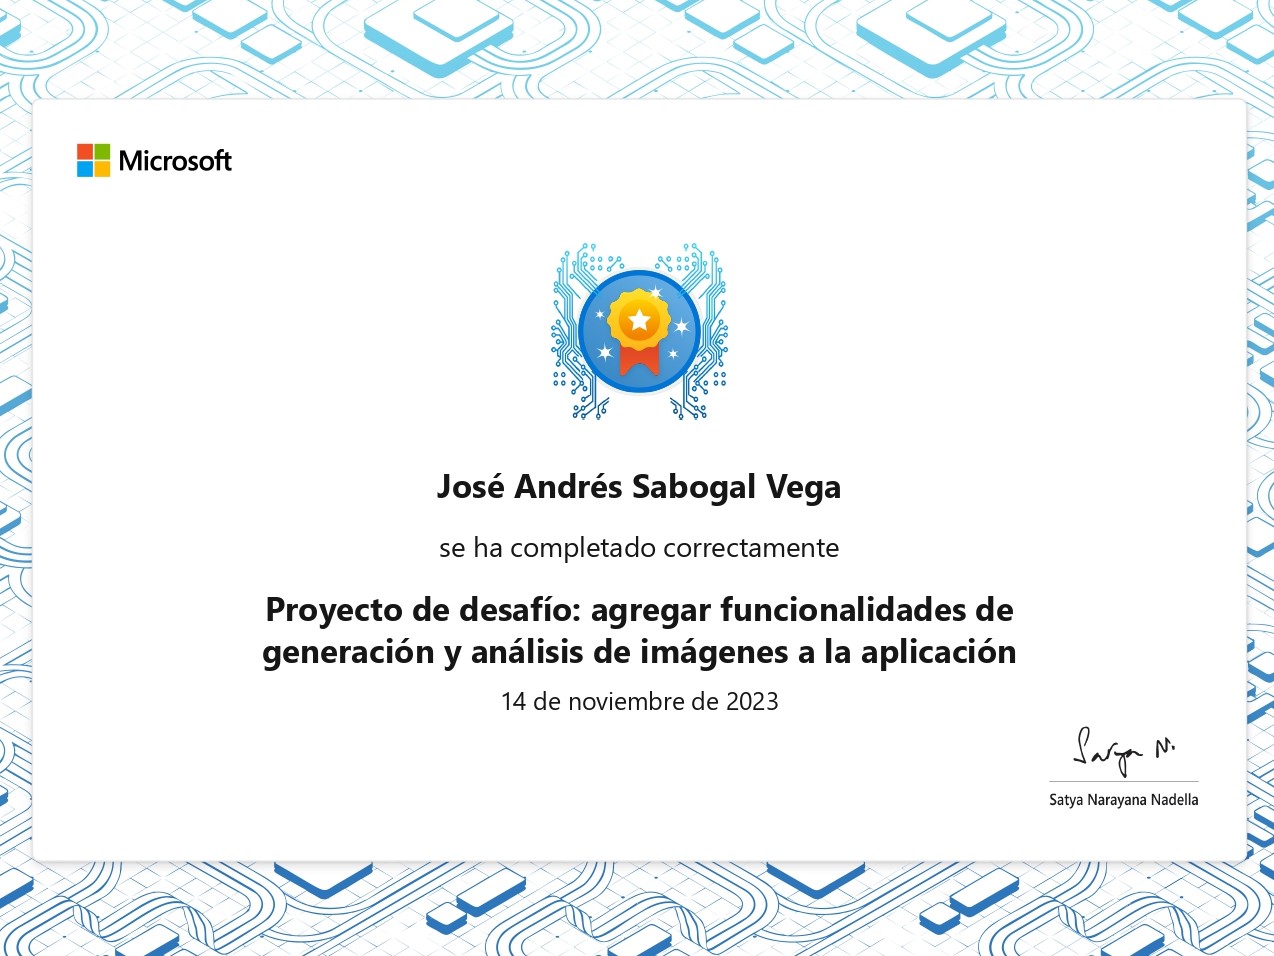 Microsoft
José Andrés Sabogal Vega
se ha completado correctamente
Proyecto de desafío: agregar funcionalidades de
generación y análisis de imágenes a la aplicación
14 de noviembre de 2023
Satya N.
Satya Narayana Nadella